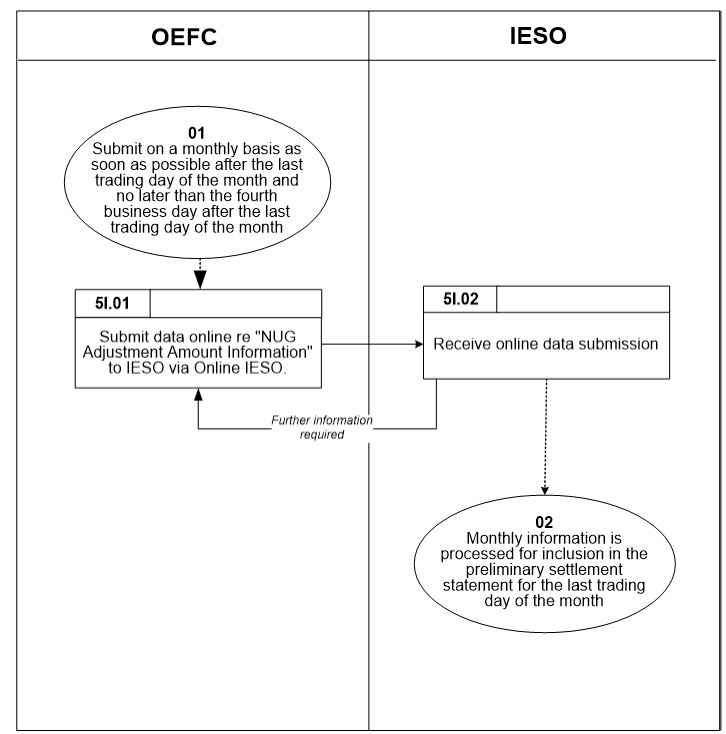 OEFC
IESO
01
Submit on a monthly basis as
soon as possible after the last
trading day of the month and
no later than the fourth
business day after the last
trading day of the month
5I.01
Submit data online re "NUG
Adjustment Amount Information"
to IESO via Online IESO.
5I.02
Receive online data submission
Further information
required
02
Monthly information is
processed for inclusion in the
preliminary settlement
statement for the last trading
day of the month